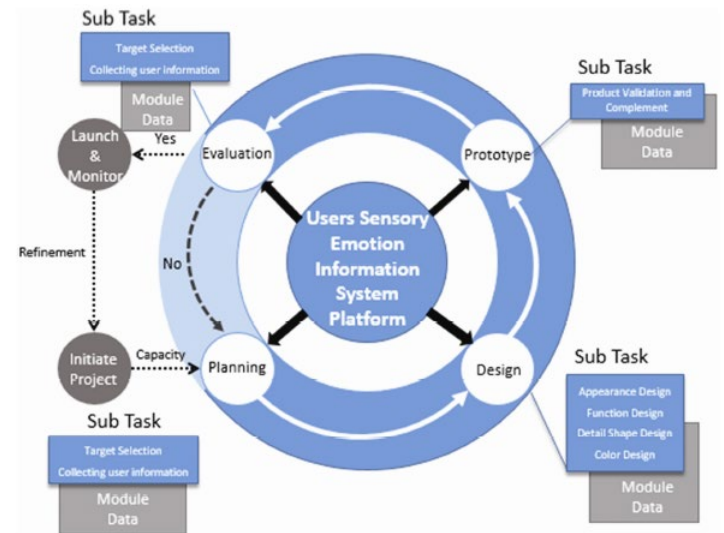 Sub Task
Target Selection
Collecting user information
Module
Data
Sub Task
Product Validation and
Complement
Module
Data
Launch
&
Monitor
Yes
Evaluation
Prototype
Users Sensory
Emotion
Information
System
Platform
Refinement
No
Initiate
Project
Capacity
Planning
Design
Sub Task
Appearance Design
Function Design
Detail Shape Design
Color Design
Module
Data
Sub Task
Target Selection
Collecting user information
Module
Data